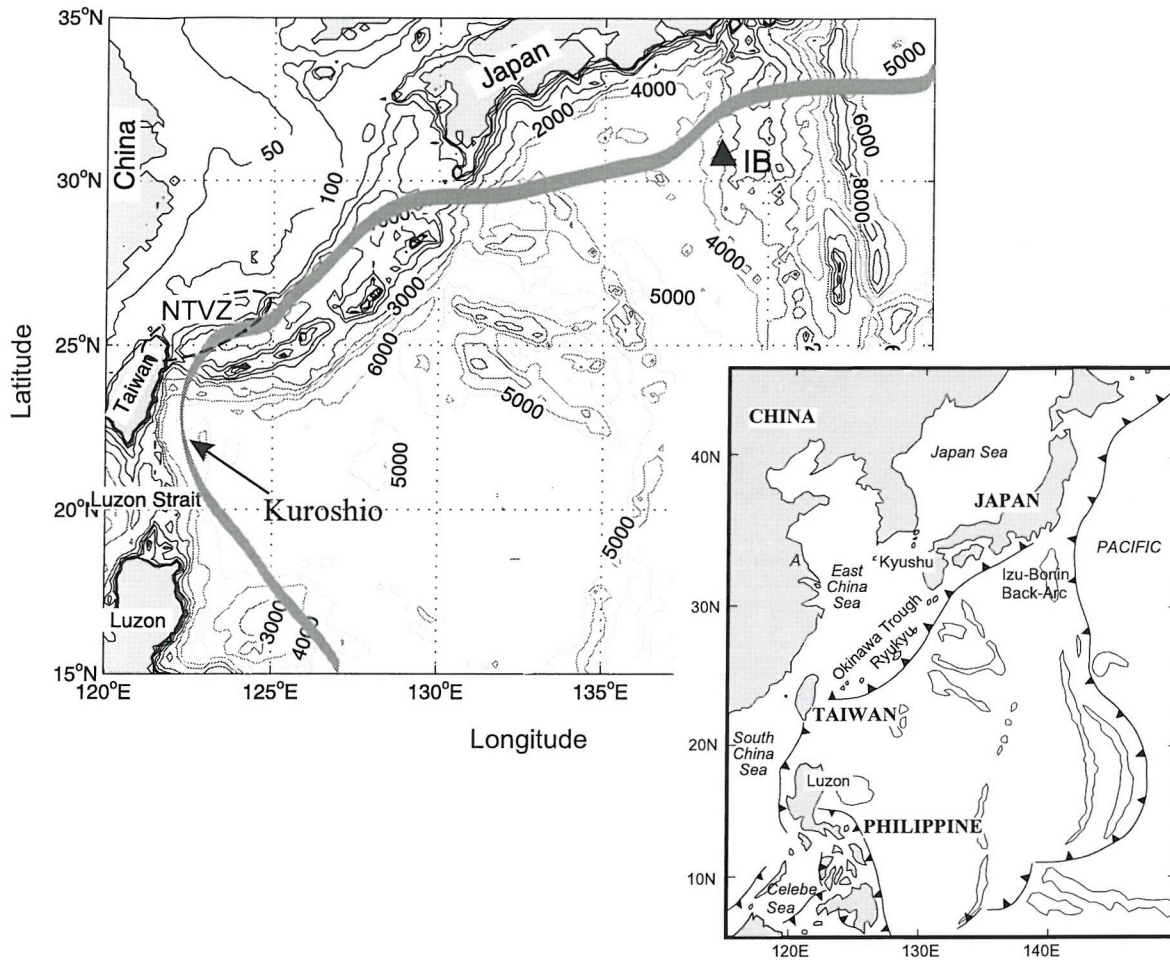 35°N
30°N
25°N
20°N
15°N
120°E
125°E
130°E
135°E
Latitude
Longitude
China
Japan
Taiwan
Luzon Strait
Luzon
NTVZ
Kuroshio
IB
50
100
2000
4000
5000
6000
8000
4000
5000
3000
6000
5000
5000
5000
3000
4000
CHINA
Japan Sea
JAPAN
PACIFIC
A
East
China
Sea
Kyushu
Izu-Bonin
Back-Arc
Okinawa Trough
Ryukyu
TAIWAN
South
China
Sea
Luzon
PHILIPPINE
Celebe
Sea
40N
30N
20N
10N
120E
130E
140E